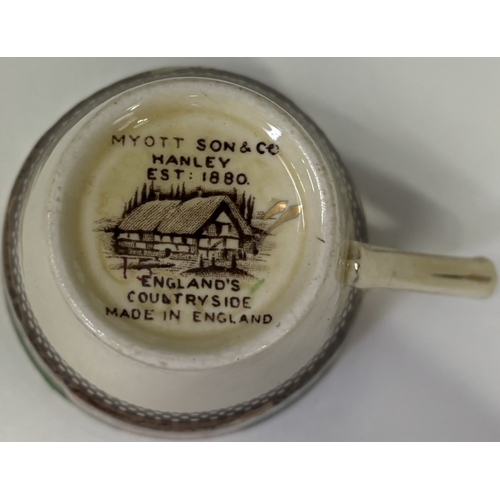 MYOTT SON & CO
HANLEY
EST: 1880.
ENGLAND'S
COUNTRYSIDE
MADE IN ENGLAND